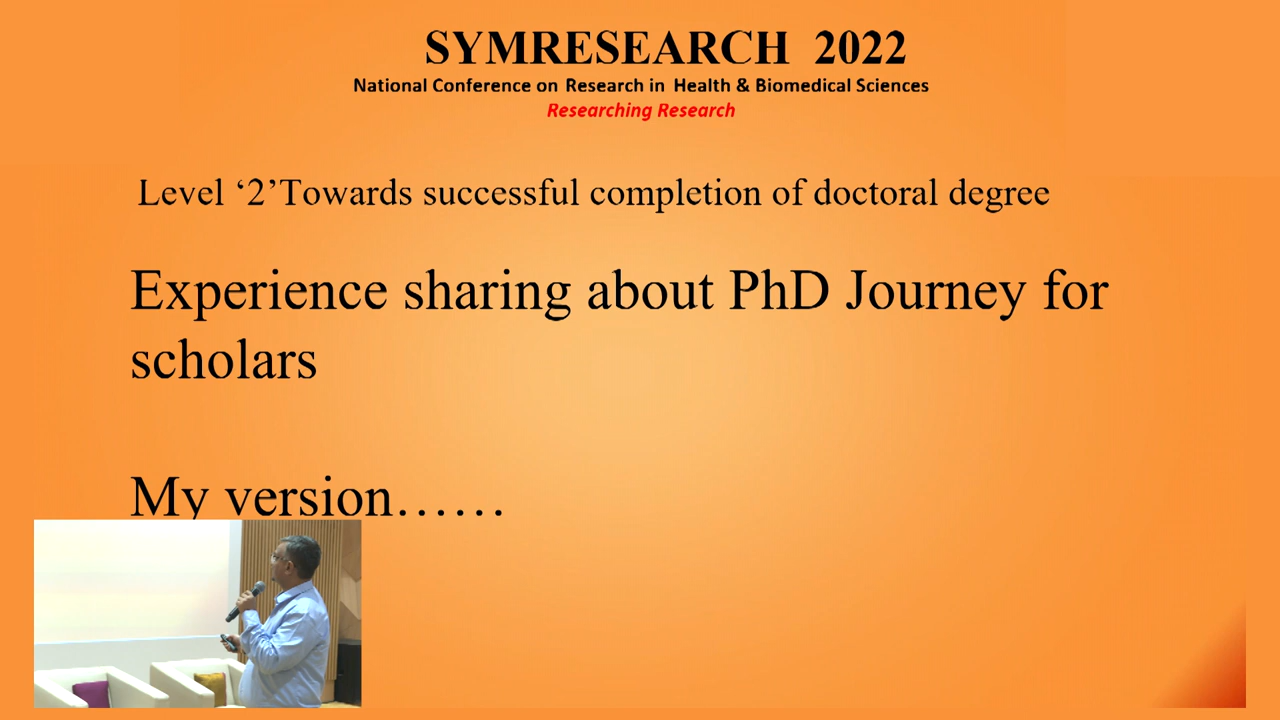 SYMRESEARCH 2022
National Conference on Research in Health & Biomedical Sciences
Researching Research
Level ‘2’Towards successful completion of doctoral degree
Experience sharing about PhD Journey for
scholars
My version......